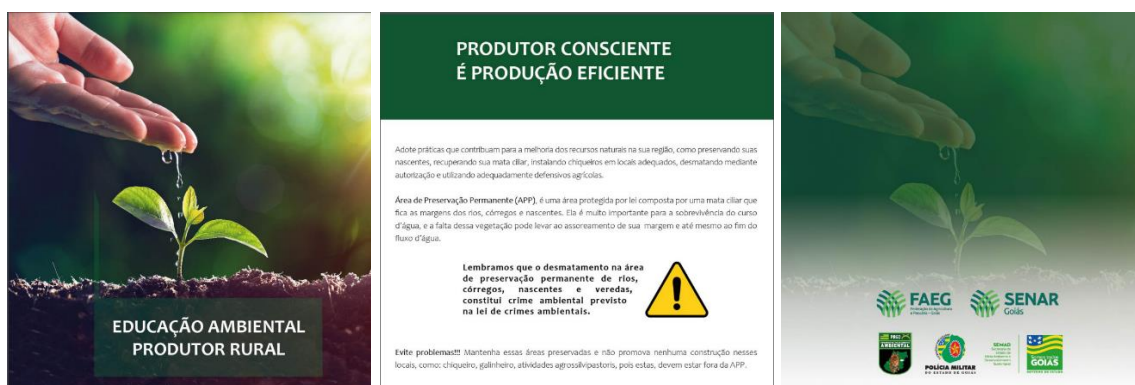 EDUCAÇÃO AMBIENTAL
PRODUTOR RURAL
PRODUTOR CONSCIENTE
É PRODUÇÃO EFICIENTE
Adote práticas que contribuam para a melhoria dos recursos naturais na sua região, como preservando suas
nascentes, recuperando sua mata ciliar, instalando chiqueiros em locais adequados, desmatando mediante
autorização e utilizando adequadamente defensivos agrícolas.
Área de Preservação Permanente (APP), é uma área protegida por lei composta por uma mata ciliar que
fica as margens dos rios, córregos e nascentes. Ela é muito importante para a sobrevivência do curso
d'água, e a falta dessa vegetação pode levar ao assoreamento de sua margem e até mesmo ao fim do
fluxo d'água.
Lembramos que o desmatamento na área
de preservação permanente de rios,
córregos, nascentes e veredas,
constitui crime ambiental previsto
na lei de crimes ambientais.
Evite problemas!!! Mantenha essas áreas preservadas e não promova nenhuma construção nesses
locais, como: chiqueiro, galinheiro, atividades agrossilvipastoris, pois estas, devem estar fora da APP.
FAEG
SENAR
Goiás
AMBIENTAL
POLÍCIA MILITAR
DO ESTADO DE GOIÁS
SEMAD
GOIÁS